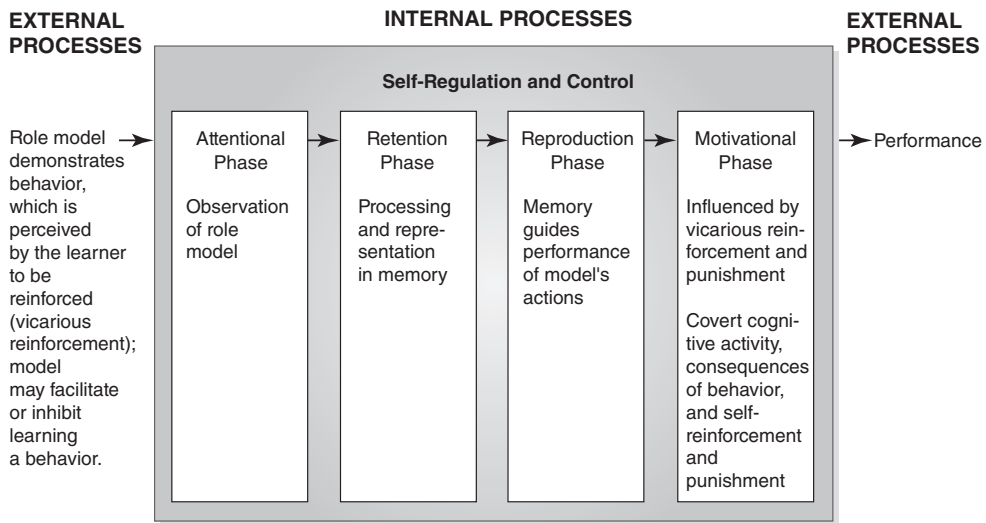 EXTERNAL
PROCESSES
INTERNAL PROCESSES
EXTERNAL
PROCESSES
Self-Regulation and Control
Role model
demonstrates
behavior,
which is
perceived
by the learner
to be
reinforced
(vicarious
reinforcement);
model
may facilitate
or inhibit
learning
a behavior.
Attentional
Phase
Observation
of role
model
Retention
Phase
Processing
and repre-
sentation
in memory
Reproduction
Phase
Memory
guides
performance
of model's
actions
Motivational
Phase
Influenced by
vicarious rein-
forcement and
punishment
Covert cogni-
tive activity,
consequences
of behavior,
and self-
reinforcement
and
punishment
Performance